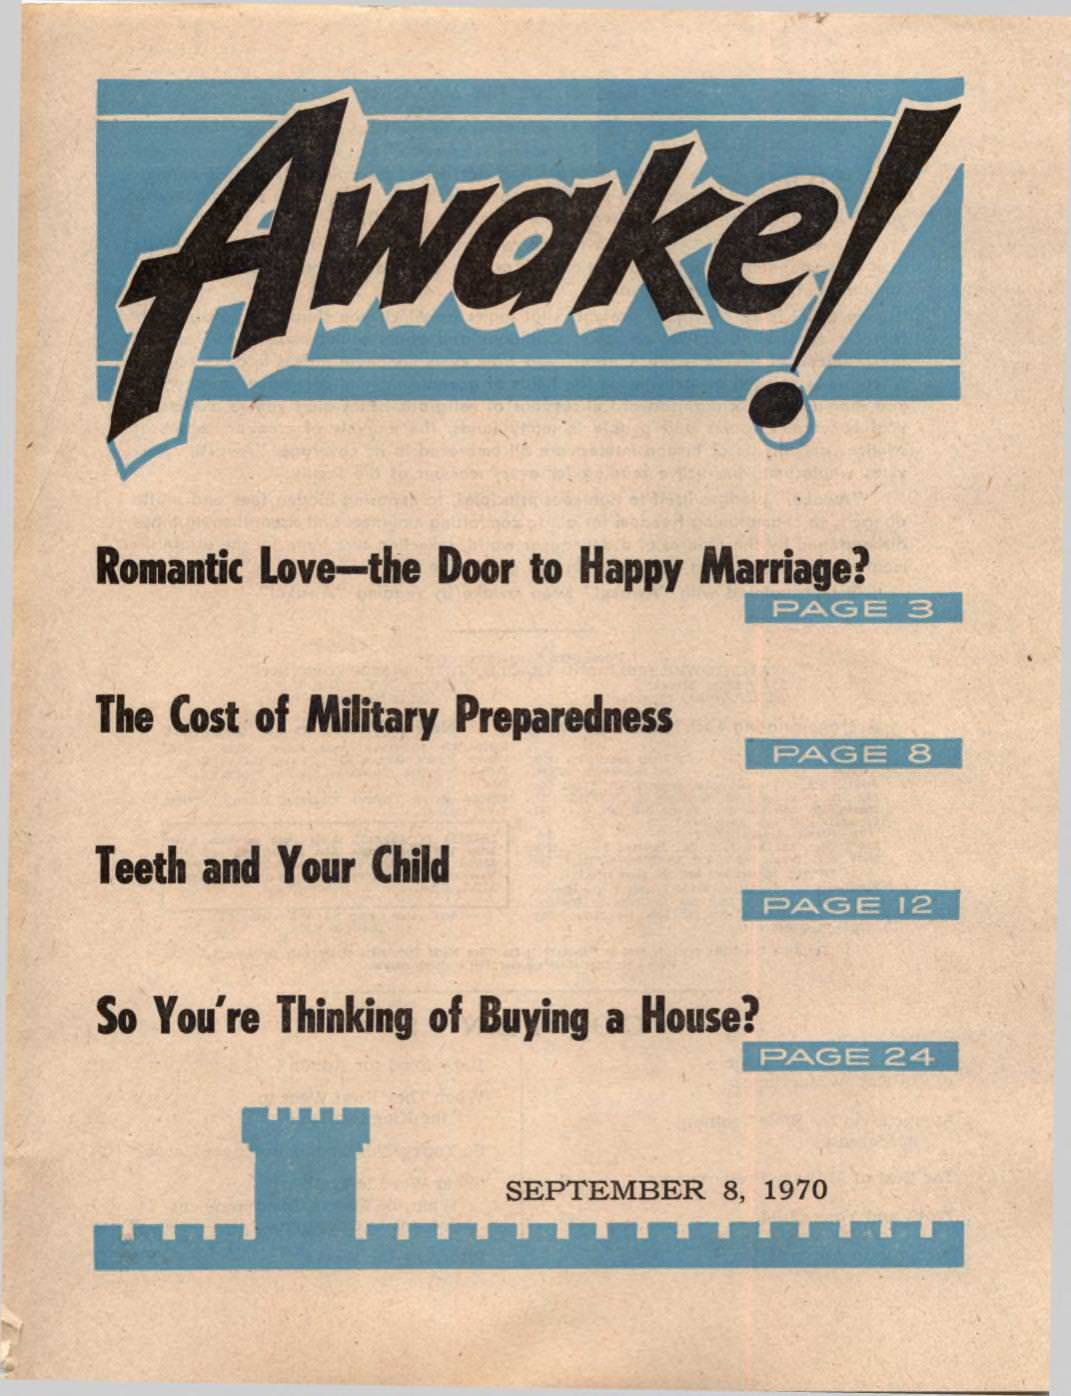 Awake!
Romantic Love—the Door to Happy Marriage?
PAGE 3
The Cost of Military Preparedness
PAGE 8
Teeth and Your Child
PAGE 12
So You're Thinking of Buying a House?
PAGE 24
SEPTEMBER 8, 1970